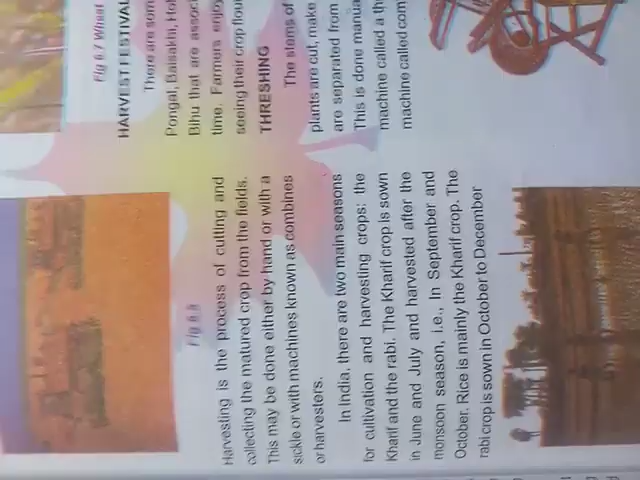 Fig 6.8
Harvesting is the process of cutting and
collecting the matured crop from the fields.
This may be done either by hand or with a
sickle or with machines known as combines
or harvesters.
In India, there are two main seasons
for cultivation and harvesting crops: the
Kharif and the rabi. The Kharif crop is sown
in June and July and harvested after the
monsoon season, i.e., In September and
October. Rice is mainly the Kharif crop. The
rabi crop is sown in October to December
Fig 6.7 Wheat
HARVEST FESTIVAL
There are som
Pongal, Baisakhi, Hol
Bihu that are assoc
time. Farmers enjoy
seeing their crop flour
THRESHING
The stems of
plants are cut, make
are separated from
This is done manua
machine called a th
machine called com